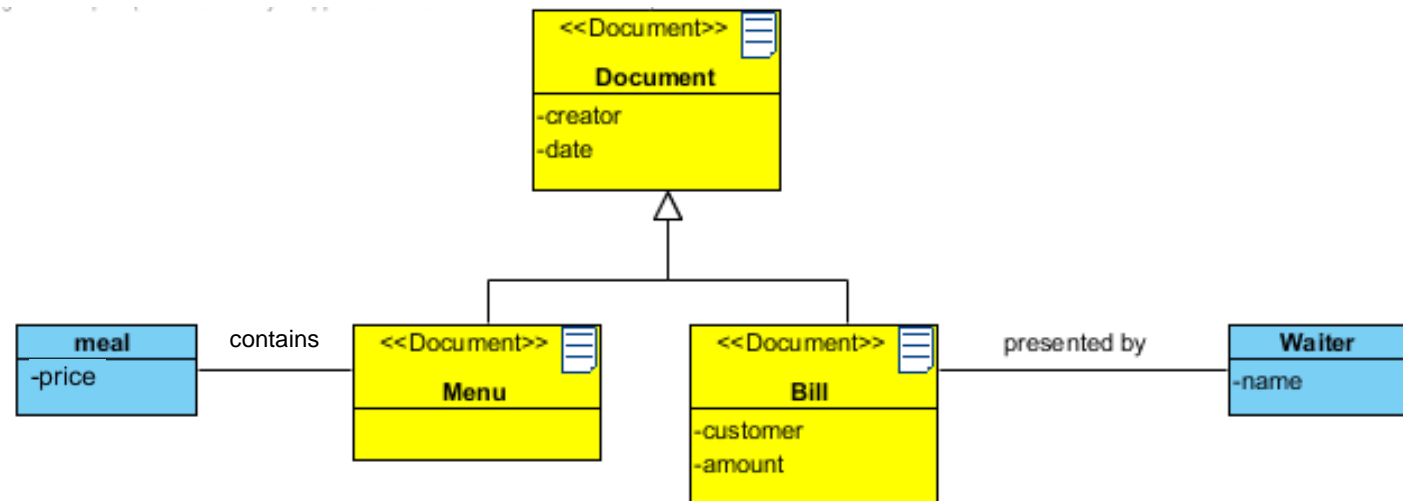 <<Document>>
Document
-creator
-date
meal
-price
contains
<<Document>>
Menu
<<Document>>
Bill
-customer
-amount
presented by
Waiter
-name